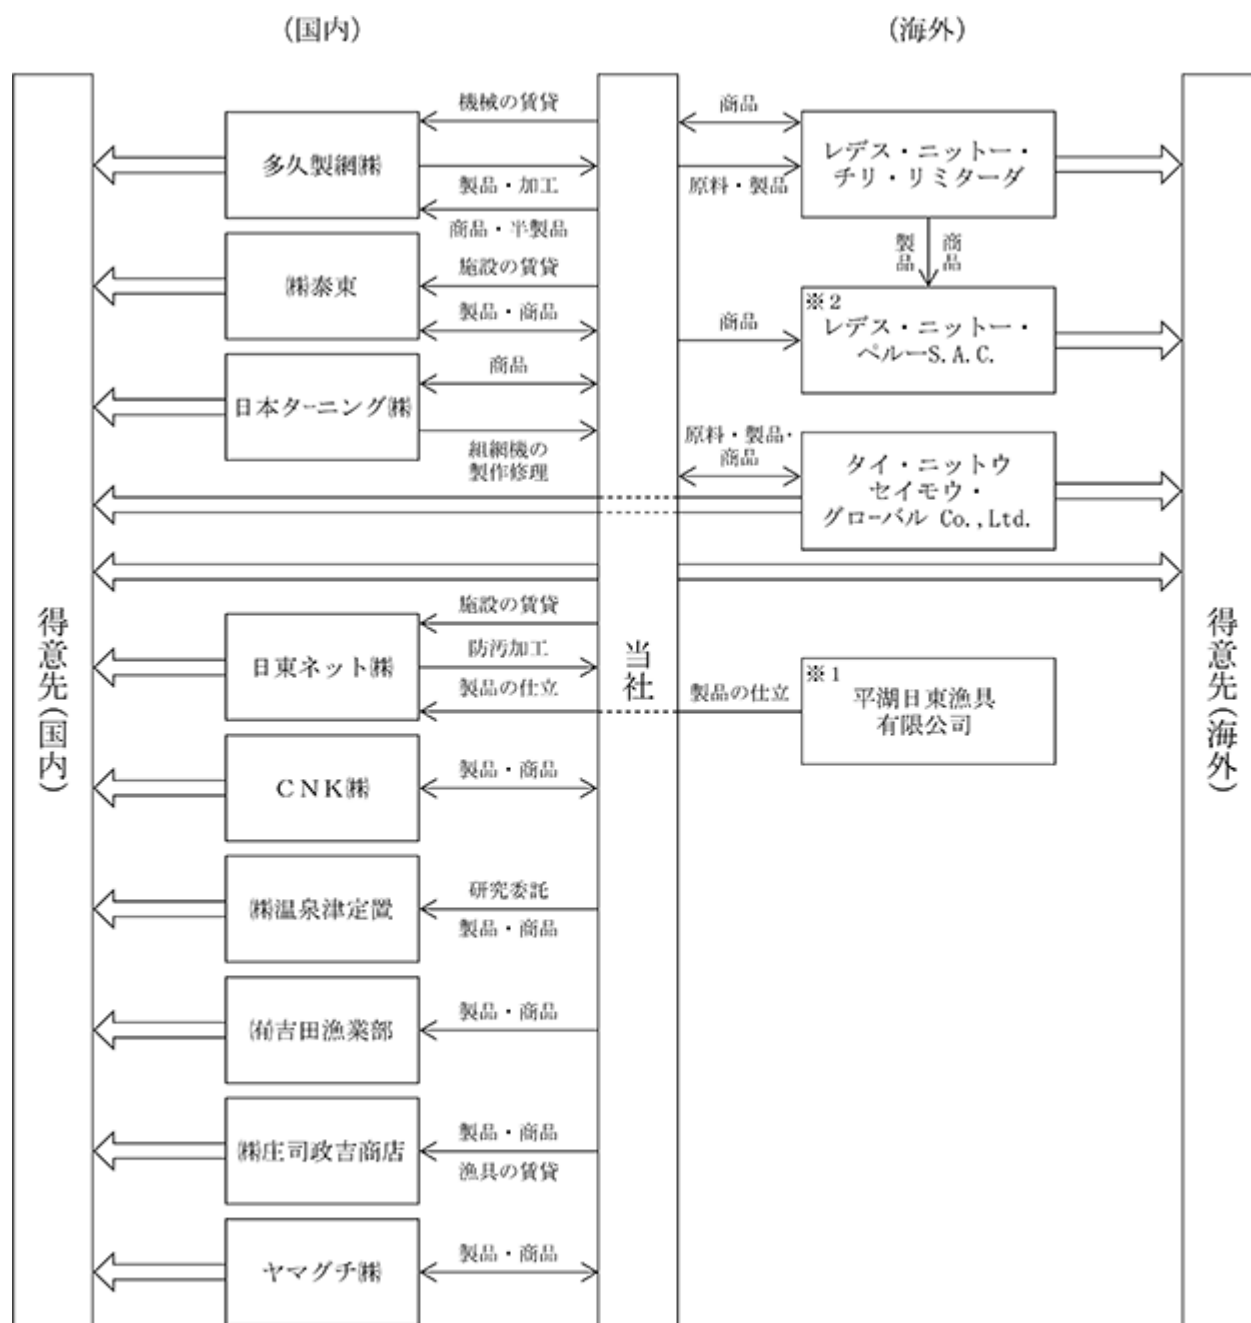 (国内)
(海外)
機械の賃貸
多久製網㈱
製品・加工
商品・半製品
施設の賃貸
㈱泰東
製品・商品
商品
日本ターニング㈱
組網機の
製作修理
施設の賃貸
日東ネット㈱
防汚加工
製品の仕立
製品・商品
CNK㈱
研究委託
㈱温泉津定置
製品・商品
製品・商品
㈲吉田漁業部
製品・商品
㈱庄司政吉商店
漁具の賃貸
製品・商品
ヤマグチ㈱
得意先(国内)
当社
商品
レデス・ニットー・
チリ・リミターダ
原料・製品
製品
商品
※2
レデス・ニットー・
ペルーS.A.C.
商品
原料・製品・
商品
タイ・ニットウ
セイモウ・
グローバル Co.,Ltd.
製品の仕立
※1
平湖日東漁具
有限公司
得意先(海外)